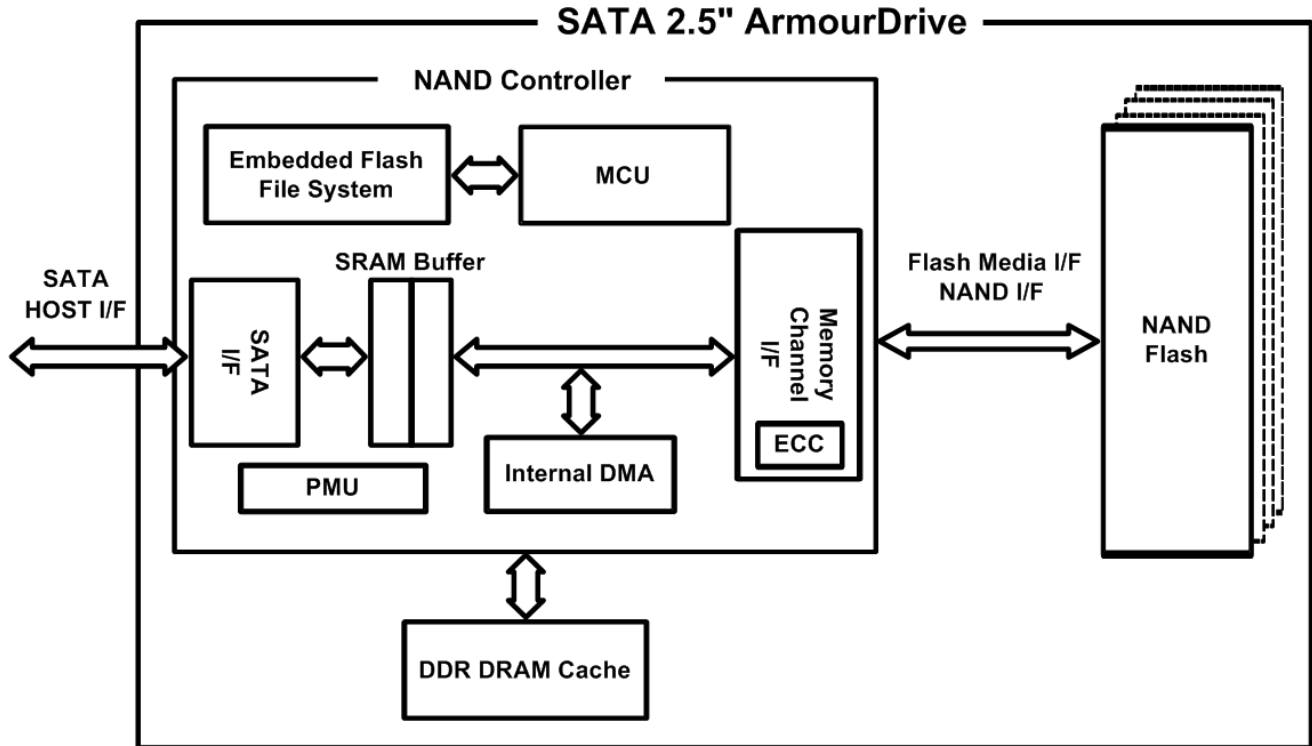 SATA 2.5" ArmourDrive
NAND Controller
Embedded Flash
File System
MCU
SATA
HOST I/F
SATA
I/F
SRAM Buffer
Memory
Channel
I/F
ECC
Flash Media I/F
NAND I/F
NAND
Flash
PMU
Internal DMA
DDR DRAM Cache